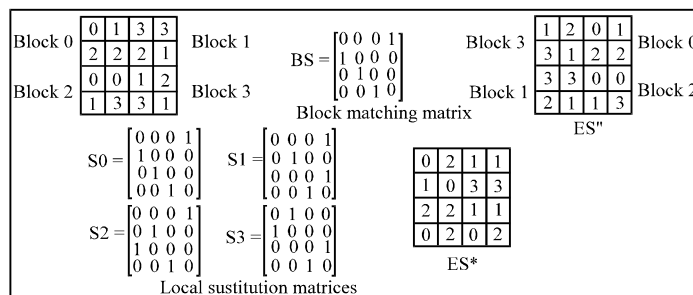 Block 0
0 1 3 3
2 2 2 1
0 0 1 2
1 3 3 1
Block 1
Block 2
Block 3
BS =
0 0 0 1
1 0 0 0
0 1 0 0
0 0 1 0
Block matching matrix
Block 3
1 2 0 1
3 1 2 2
3 3 0 0
2 1 1 3
Block 0
Block 1
Block 2
ES"
S0 =
0 0 0 1
1 0 0 0
0 1 0 0
0 0 1 0
S1 =
0 0 0 1
0 1 0 0
0 0 0 1
0 0 1 0
S2 =
0 0 0 1
0 1 0 0
1 0 0 0
0 0 1 0
S3 =
0 1 0 0
1 0 0 0
0 0 0 1
0 0 1 0
Local sustitution matrices
0 2 1 1
1 0 3 3
2 2 1 1
0 2 0 2
ES*